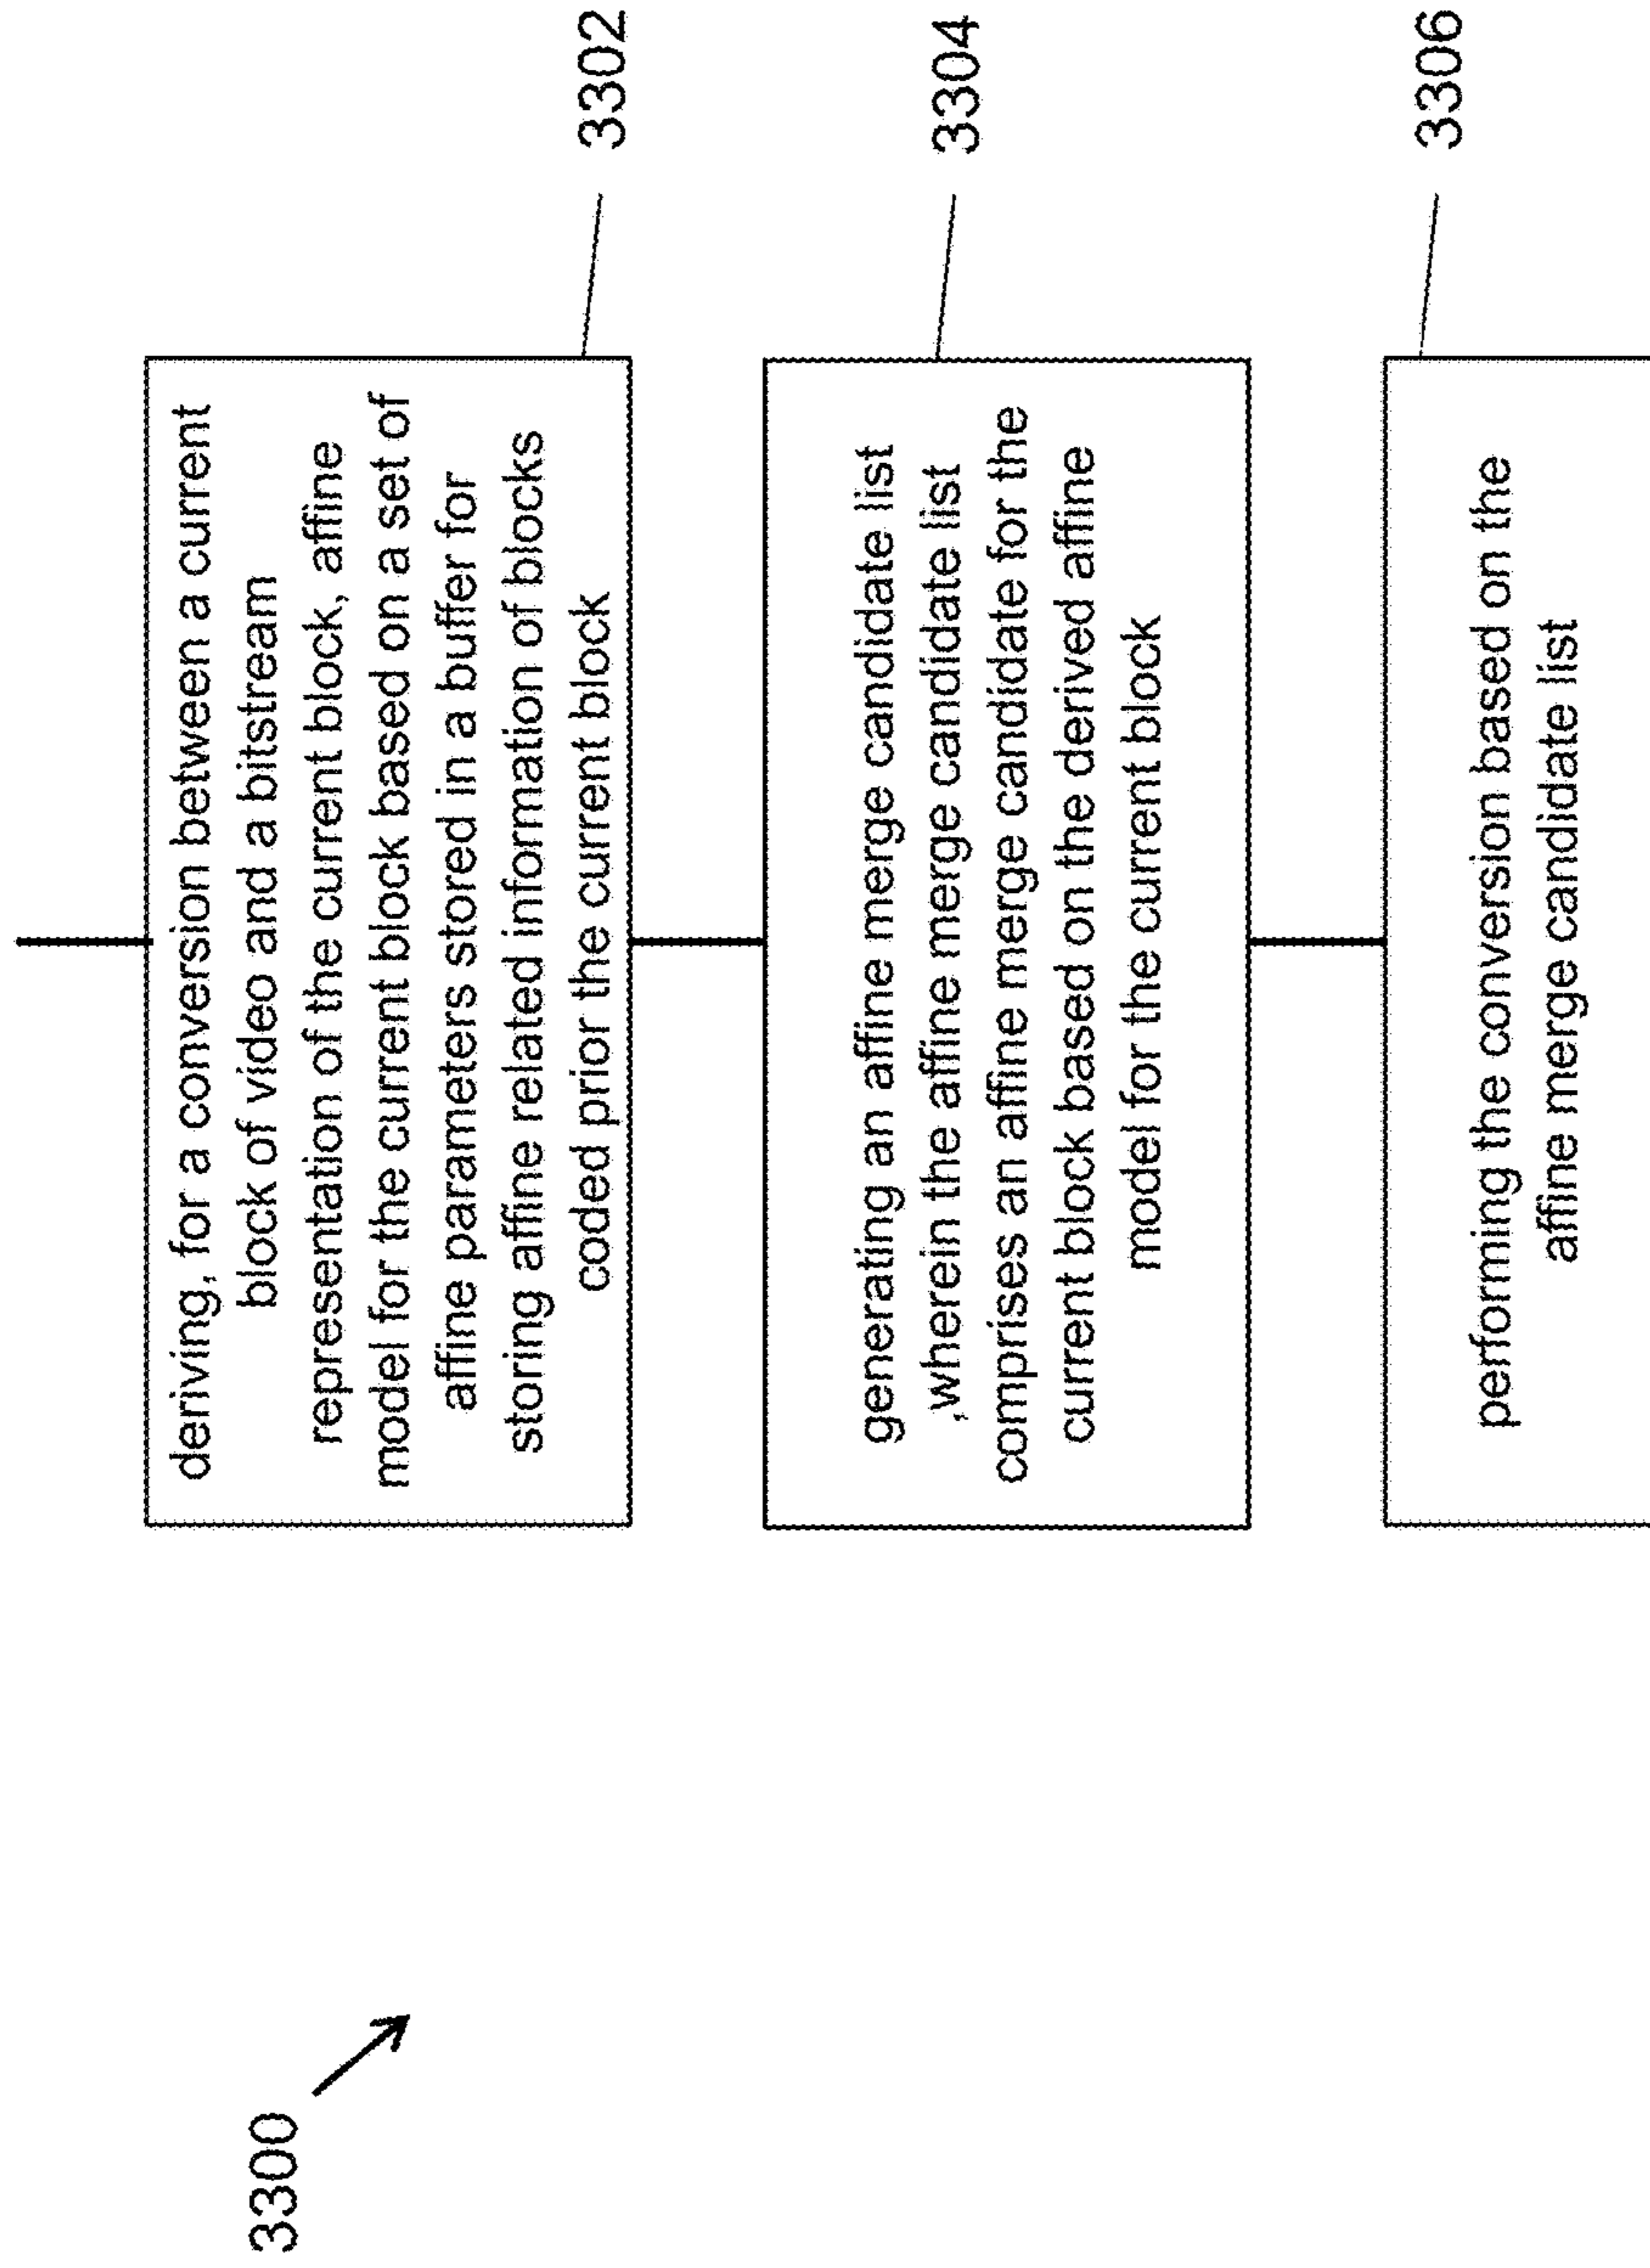 3300
deriving, for a conversion between a current
block of video and a bitstream
representation of the current block, affine
model for the current block based on a set of
affine parameters stored in a buffer for
storing affine related information of blocks
coded prior the current block
3302
generating an affine merge candidate list
,wherein the affine merge candidate list
comprises an affine merge candidate for the
current block based on the derived affine
model for the current block
3304
performing the conversion based on the
affine merge candidate list
3306